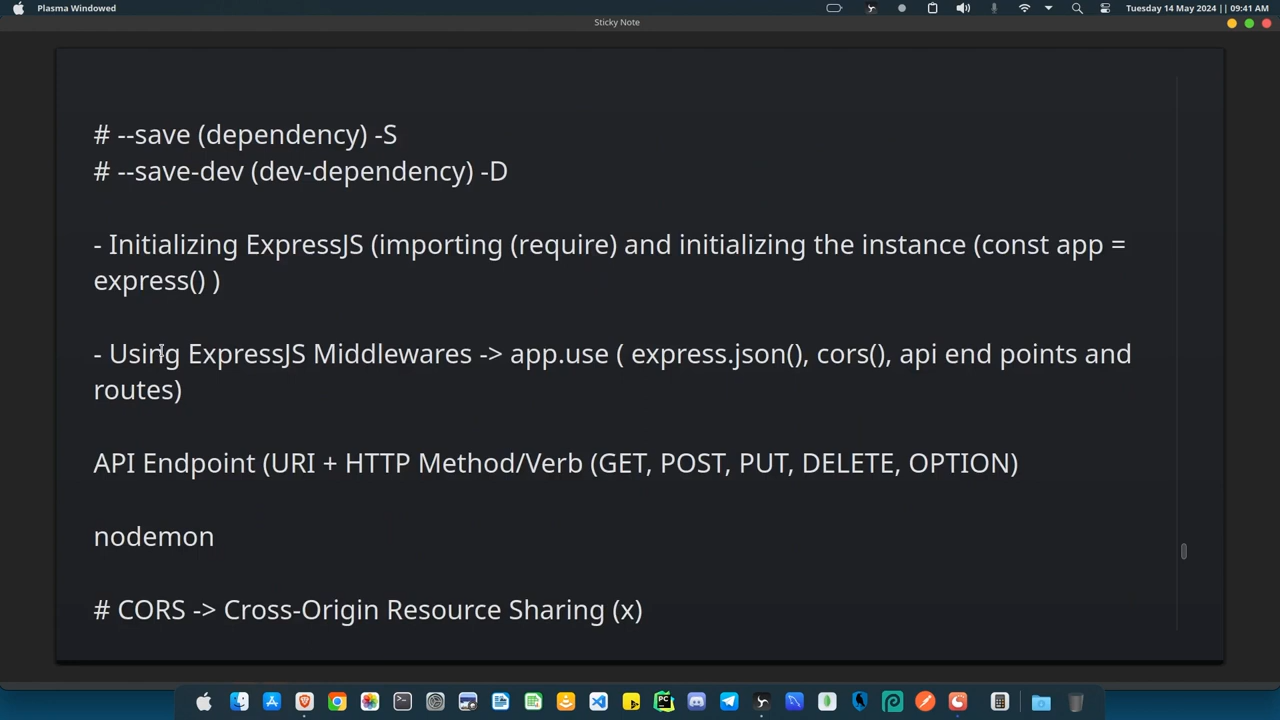 Plasma Windowed
Tuesday 14 May 2024 || 09:41 AM
Sticky Note
# --save (dependency) -S
# --save-dev (dev-dependency) -D
- Initializing ExpressJS (importing (require) and initializing the instance (const app =
express() )
- Using ExpressJS Middlewares -> app.use ( express.json(), cors(), api end points and
routes)
API Endpoint (URI + HTTP Method/Verb (GET, POST, PUT, DELETE, OPTION)
nodemon
# CORS -> Cross-Origin Resource Sharing (x)
PC